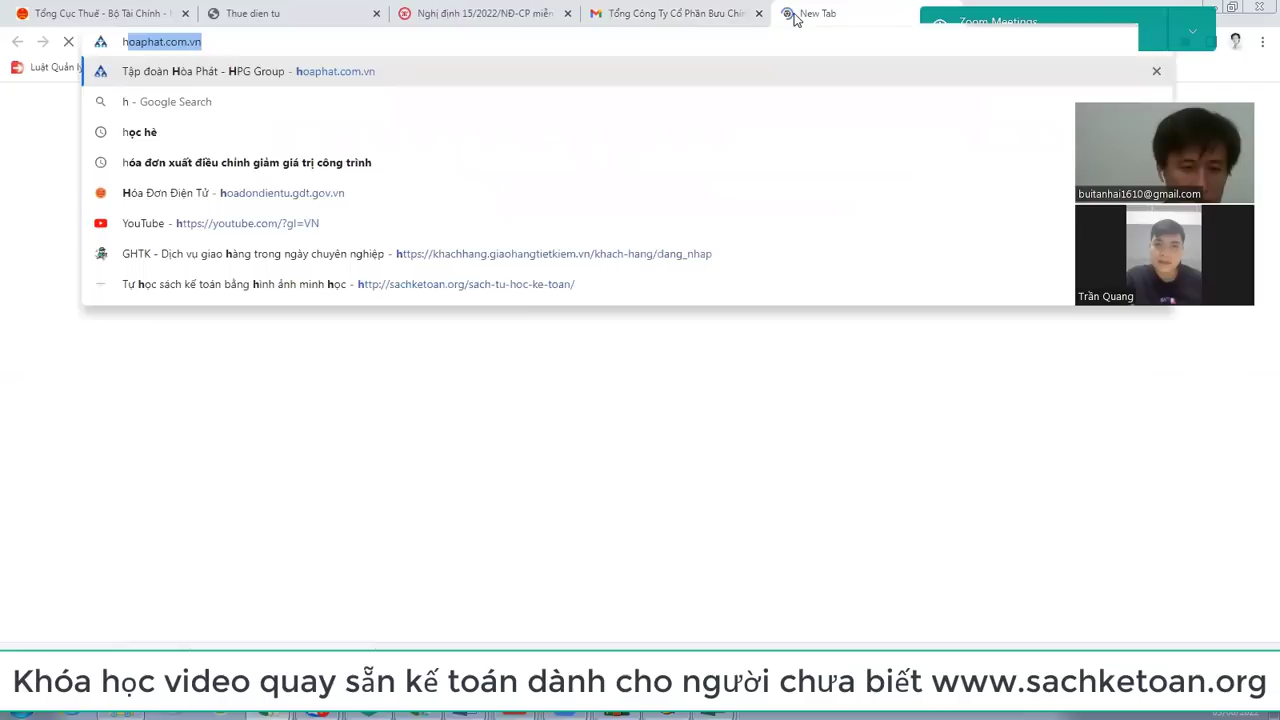 Tổng Cục Thuế - Bộ Tài Chính -
Thue dien tu
Nghị định 15/2022/NĐ-CP miễn
Tổng Công Ty Cổ Phần Bưu Chín
New Tab
Zoom Meetings
hoaphat.com.vn
Luật Quản lý
Tập đoàn Hòa Phát - HPG Group - hoaphat.com.vn
h - Google Search
học hè
hóa đơn xuất điều chỉnh giảm giá trị công trình
Hóa Đơn Điện Tử - hoadondientu.gdt.gov.vn
YouTube - https://youtube.com/?gl=VN
GHTK - Dịch vụ giao hàng trong ngày chuyên nghiệp - https://khachhang.giaohangtietkiem.vn/khach-hang/dang_nhap
Tự học sách kế toán bằng hình ảnh minh học - http://sachketoan.org/sach-tu-hoc-ke-toan/
buitanhai1610@gmail.com
Trần Quang
Khóa học video quay sẵn kế toán dành cho người chưa biết www.sachketoan.org